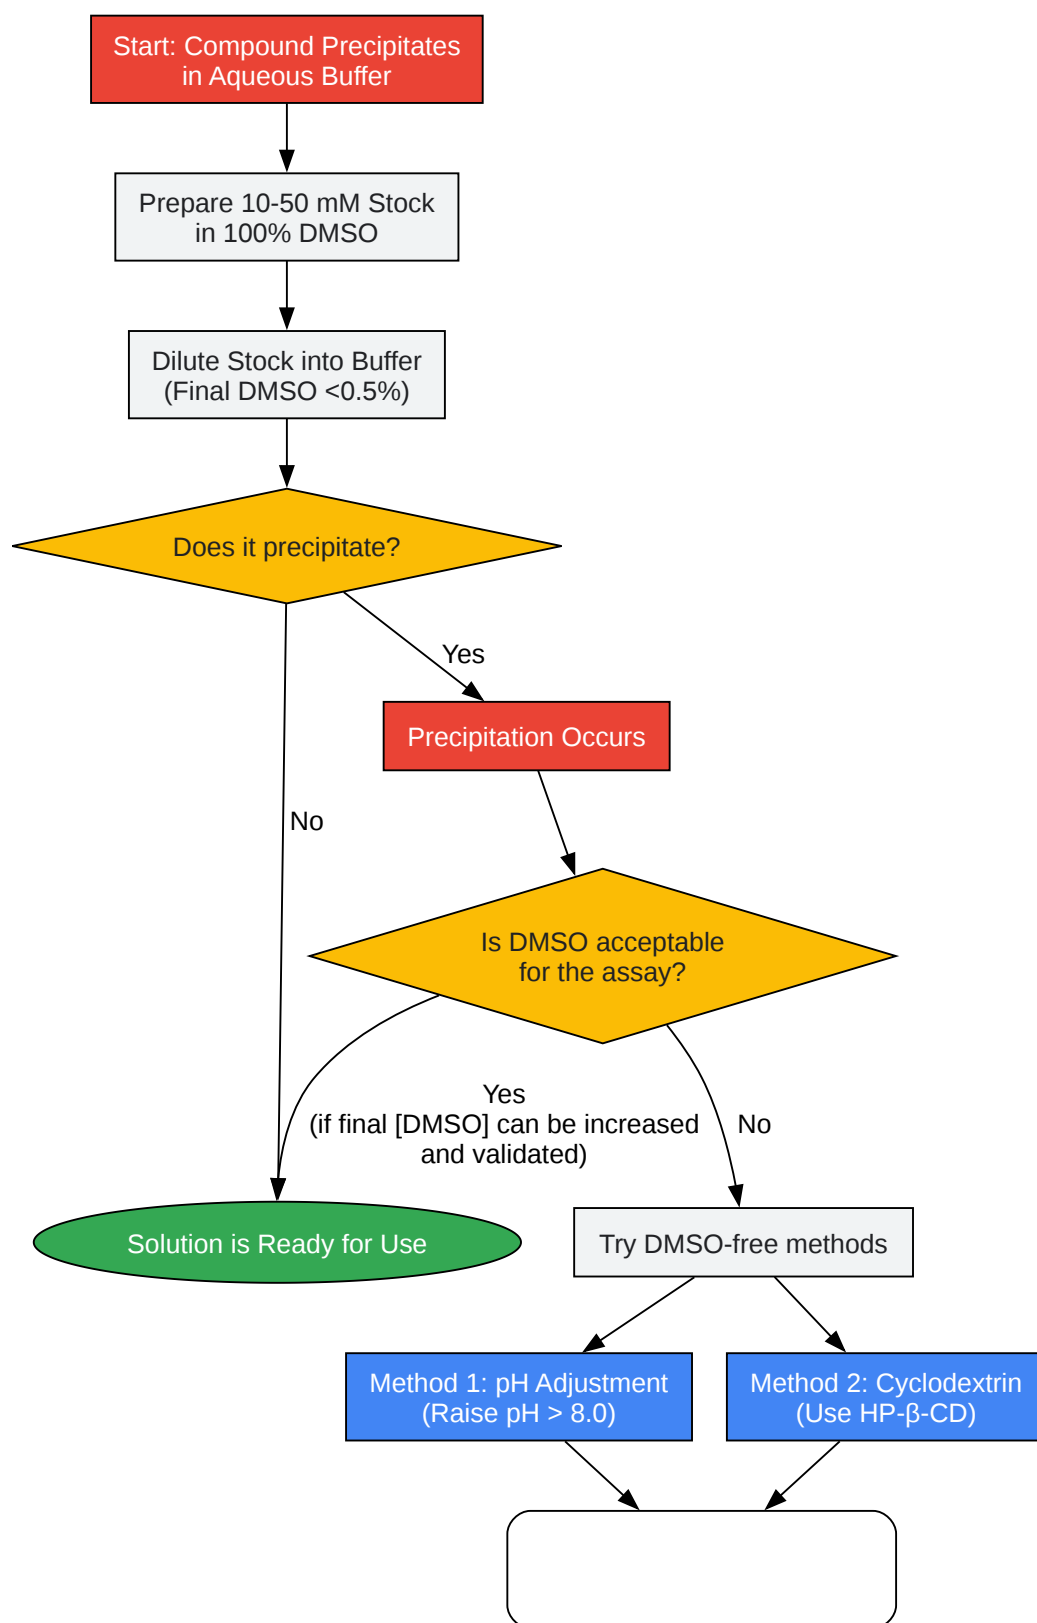 Start: Compound Precipitates
in Aqueous Buffer
Prepare 10-50 mM Stock
in 100% DMSO
Dilute Stock into Buffer
(Final DMSO <0.5%)
Does it precipitate?
Yes
Precipitation Occurs
No
Is DMSO acceptable
for the assay?
Yes
(if final [DMSO] can be increased
and validated)
No
Solution is Ready for Use
Try DMSO-free methods
Method 1: pH Adjustment
(Raise pH > 8.0)
Method 2: Cyclodextrin
(Use HP-β-CD)